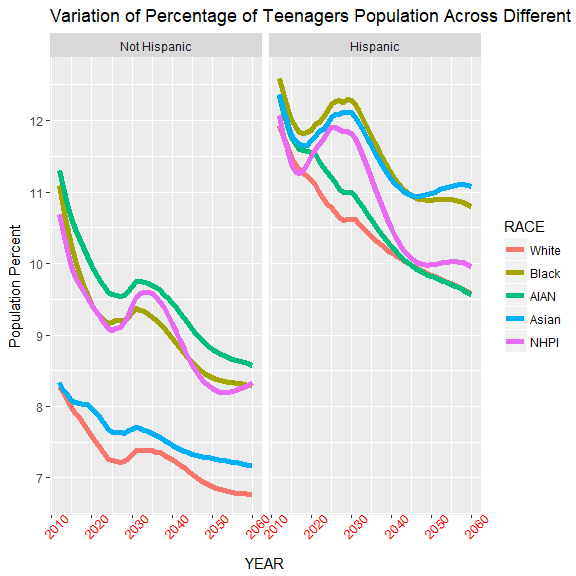 Variation of Percentage of Teenagers Population Across Different
Not Hispanic
Hispanic
12
11
10
9
8
7
Population Percent
2010
2020
2030
2040
2050
2060
2010
2020
2030
2040
2050
2060
YEAR
RACE
White
Black
AIAN
Asian
NHPI